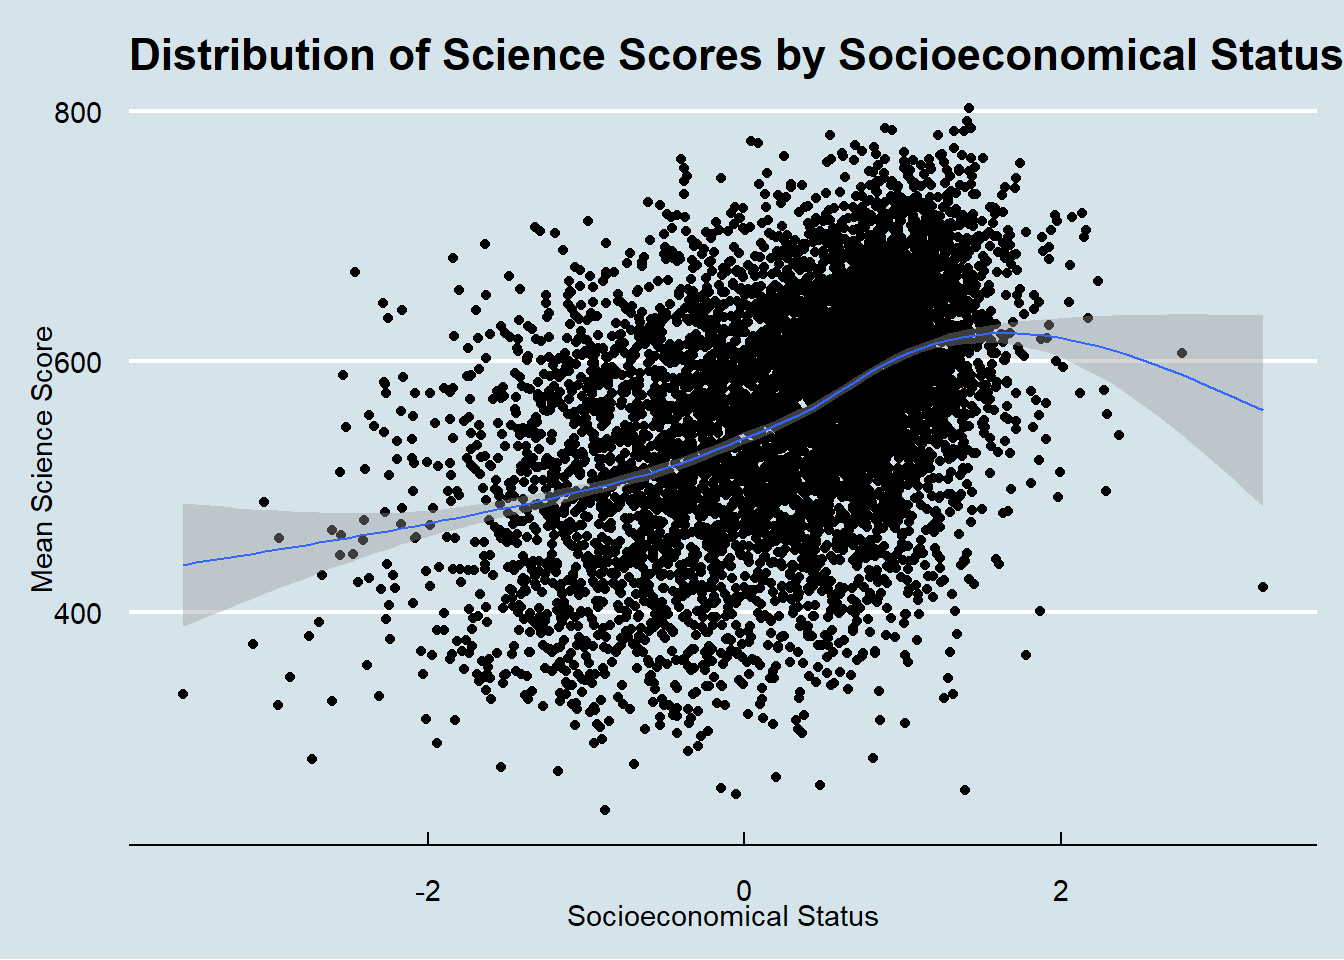 Distribution of Science Scores by Socioeconomical Status
800
600
400
Mean Science Score
-2
0
2
Socioeconomical Status